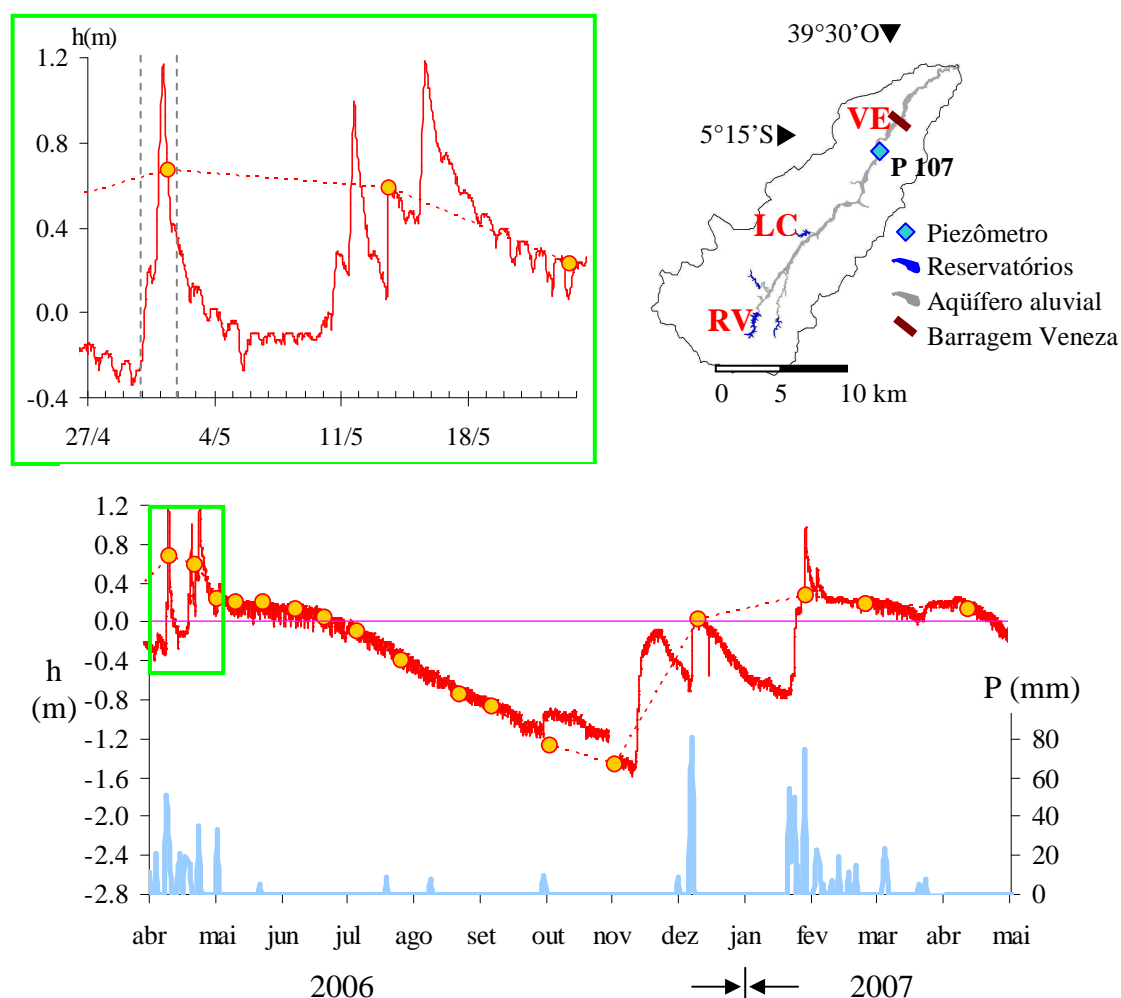 h(m)
1.2
0.8
0.4
0.0
-0.4
27/4 4/5 11/5 18/5
39°30'O
5°15'S
VE
P 107
LC
RV
Piezômetro
Reservatórios
Aqüífero aluvial
Barragem Veneza
0 5 10 km
1.2
0.8
0.4
0.0
-0.4
-0.8
-1.2
-1.6
-2.0
-2.4
-2.8
h
(m)
P (mm)
80
60
40
20
0
abr mai jun jul ago set out nov dez jan fev mar abr mai
2006 2007